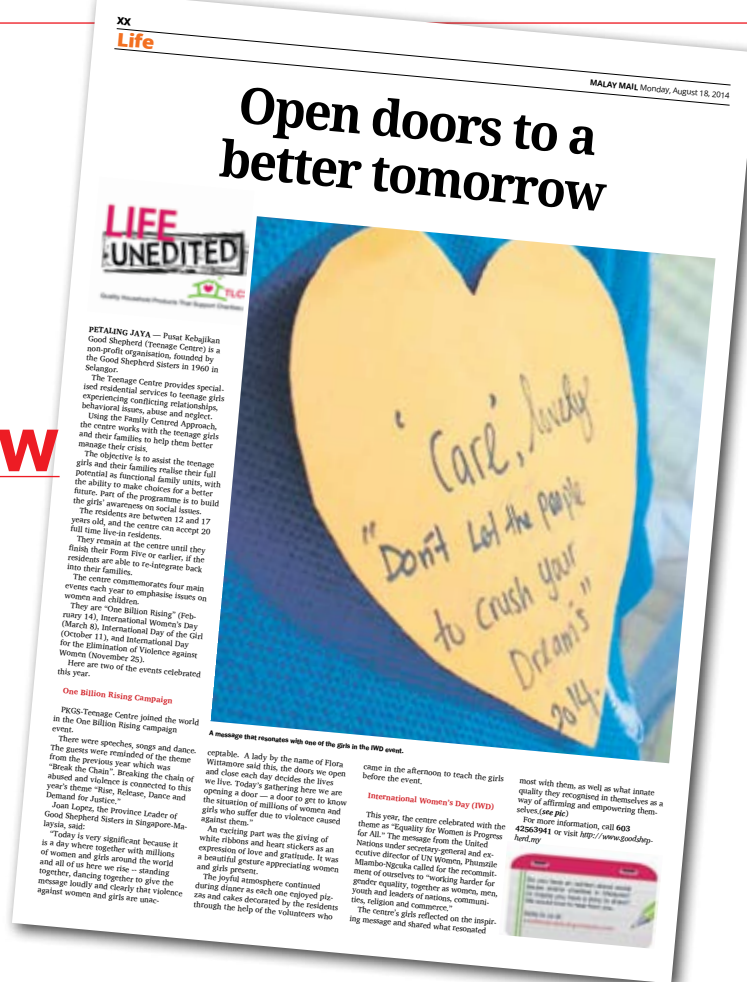 xx
Life
MALAY MAIL Monday, August 18, 2014
Open doors to a
better tomorrow
LIFE
UNEDITED
TLC
Quality Household Products That Support Charities
W
PETALING JAYA — Pusat Kebajikan
Good Shepherd (Teenage Centre) is a
non-profit organisation, founded by
the Good Shepherd Sisters in 1960 in
Selangor.
The Teenage Centre provides special-
ised residential services to teenage girls
experiencing conflicting relationships,
behavioral issues, abuse and neglect.
Using the Family Centred Approach,
the centre works with the teenage girls
and their families to help them better
manage their crisis.
The objective is to assist the teenage
girls and their families realise their full
potential as functional family units, with
the ability to make choices for a better
future. Part of the programme is to build
the girls' awareness on social issues.
The residents are between 12 and 17
years old, and the centre can accept 20
full time live-in residents.
They remain at the centre until they
finish their Form Five or earlier, if the
residents are able to re-integrate back
into their families.
The centre commemorates four main
events each year to emphasise issues on
women and children.
They are "One Billion Rising" (Feb-
ruary 14), International Women's Day
(March 8), International Day of the Girl
(October 11), and International Day
for the Elimination of Violence against
Women (November 25).
Here are two of the events celebrated
this year.
One Billion Rising Campaign
PKGS-Teenage Centre joined the world
in the One Billion Rising campaign
event.
There were speeches, songs and dance.
The guests were reminded of the theme
from the previous year which was
"Break the Chain". Breaking the chain of
abused and violence is connected to this
year's theme "Rise, Release, Dance and
Demand for Justice."
Joan Lopez, the Province Leader of
Good Shepherd Sisters in Singapore-Ma-
laysia, said:
"Today is very significant because it
is a day where together with millions
of women and girls around the world
and all of us here we rise -- standing
together, dancing together to give the
message loudly and clearly that violence
against women and girls are unac-
'Care', lovely
"Don't Let the people
to crush your
Dream's"
2014.
A message that resonates with one of the girls in the IWD event.
ceptable. A lady by the name of Flora
Wittamore said this, the doors we open
and close each day decides the lives
we live. Today's gathering here we are
opening a door — a door to get to know
the situation of millions of women and
girls who suffer due to violence caused
against them."
An exciting part was the giving of
white ribbons and heart stickers as an
expression of love and gratitude. It was
a beautiful gesture appreciating women
and girls present.
The joyful atmosphere continued
during dinner as each one enjoyed piz-
zas and cakes decorated by the residents
through the help of the volunteers who
came in the afternoon to teach the girls
before the event.
International Women's Day (IWD)
This year, the centre celebrated with the
theme as "Equality for Women is Progress
for All." The message from the United
Nations under secretary-general and ex-
ecutive director of UN Women, Phumzile
Mlambo-Ngcuka called for the recommit-
ment of ourselves to "working harder for
gender equality, together as women, men,
youth and leaders of nations, communi-
ties, religion and commerce."
The centre's girls reflected on the inspir-
ing message and shared what resonated
most with them, as well as what innate
quality they recognised in themselves as a
way of affirming and empowering them-
selves.(see pic)
For more information, call 603
42563941 or visit http://www.goodshep-
herd.my